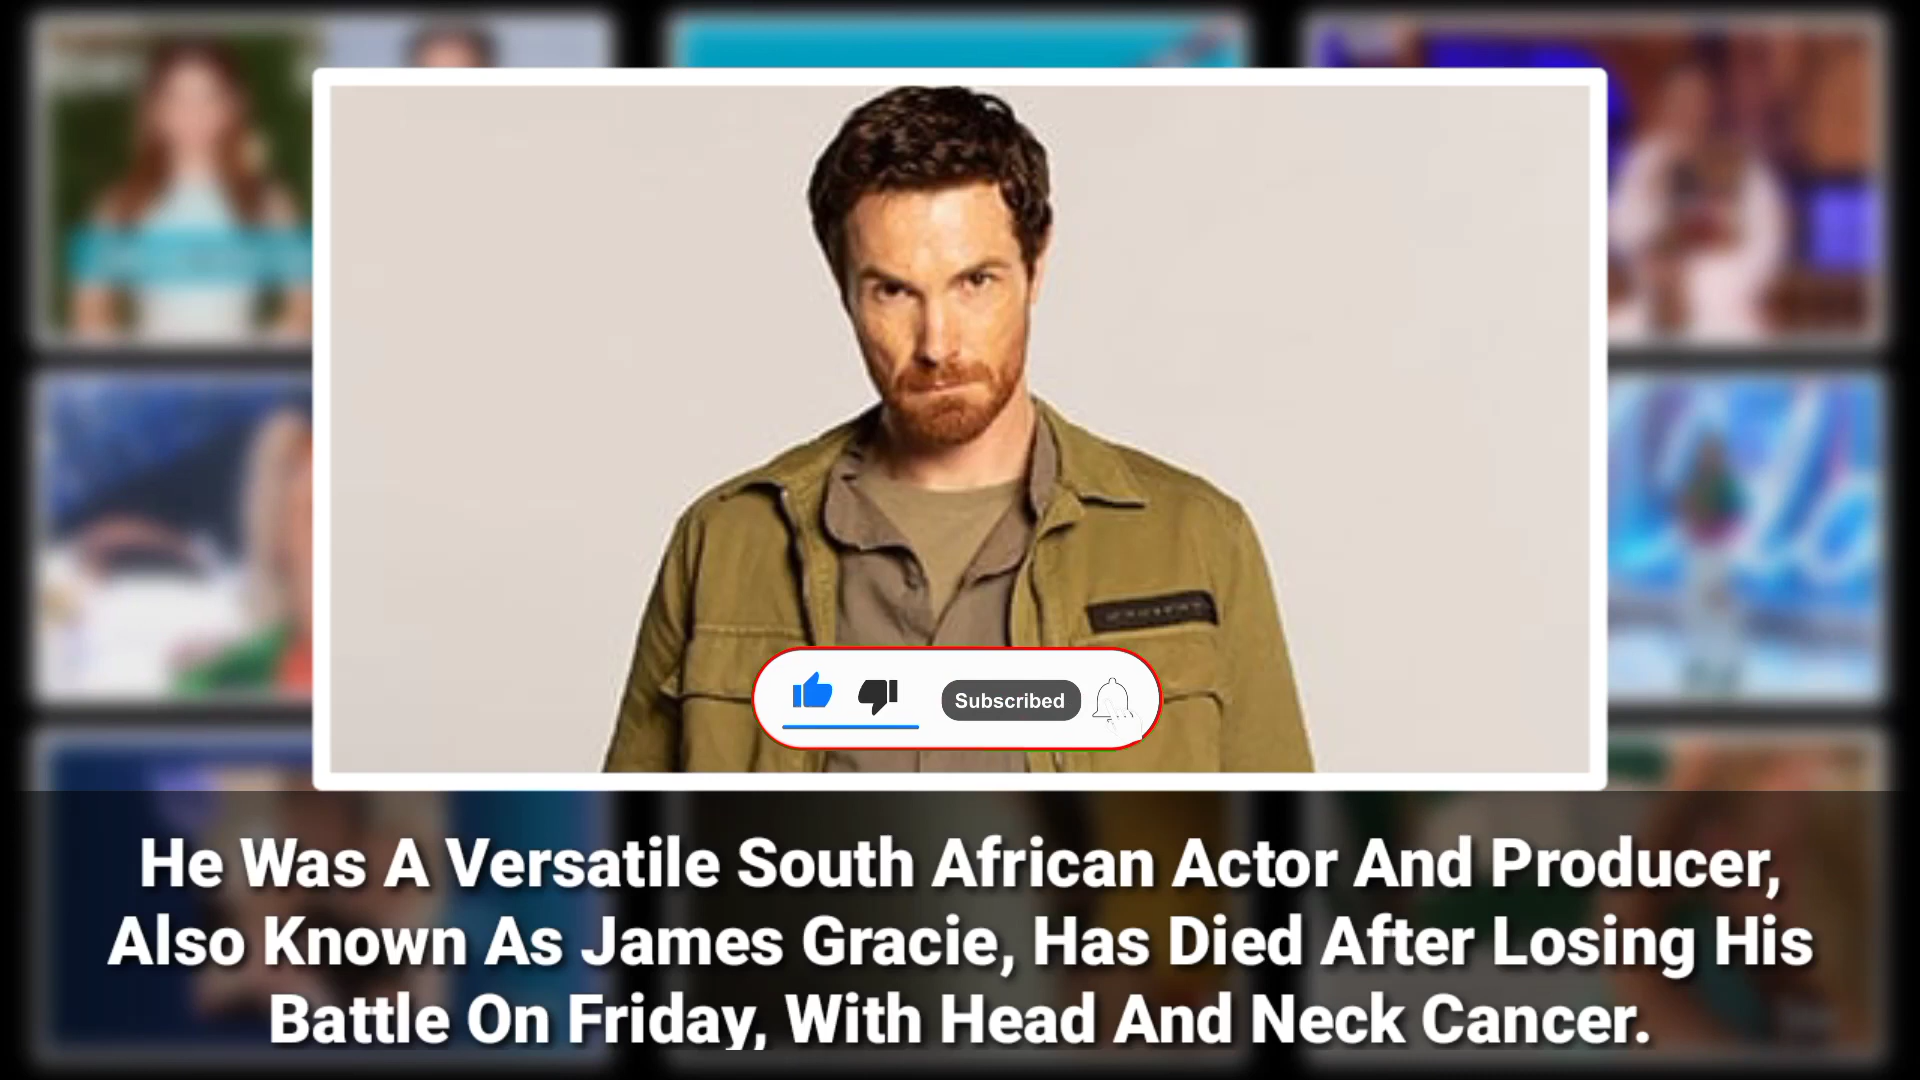 Subscribed
He Was A Versatile South African Actor And Producer,
Also Known As James Gracie, Has Died After Losing His
Battle On Friday, With Head And Neck Cancer.